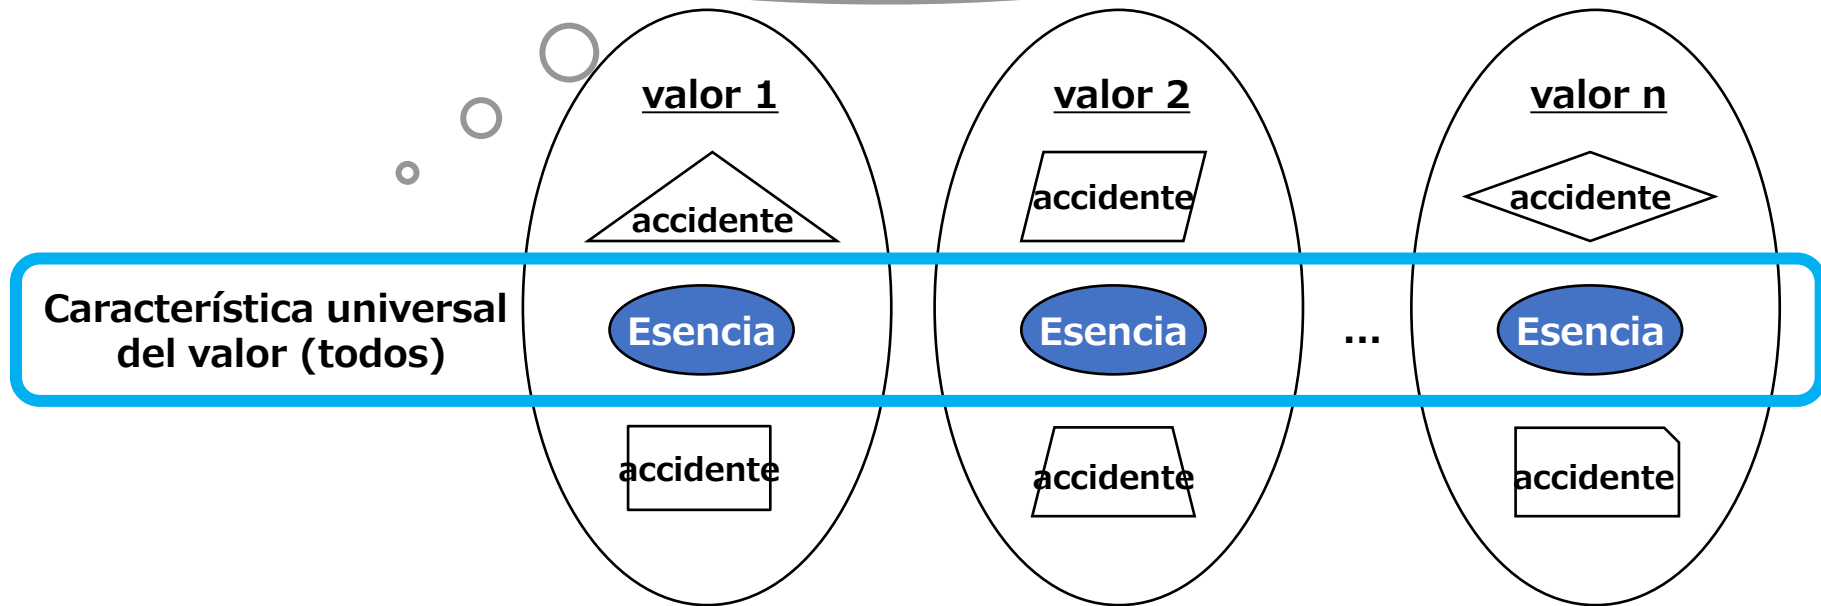 valor 1
valor 2
valor n
accidente
accidente
accidente
Característica universal
del valor (todos)
Esencia
Esencia
...
Esencia
accidente
accidente
accidente